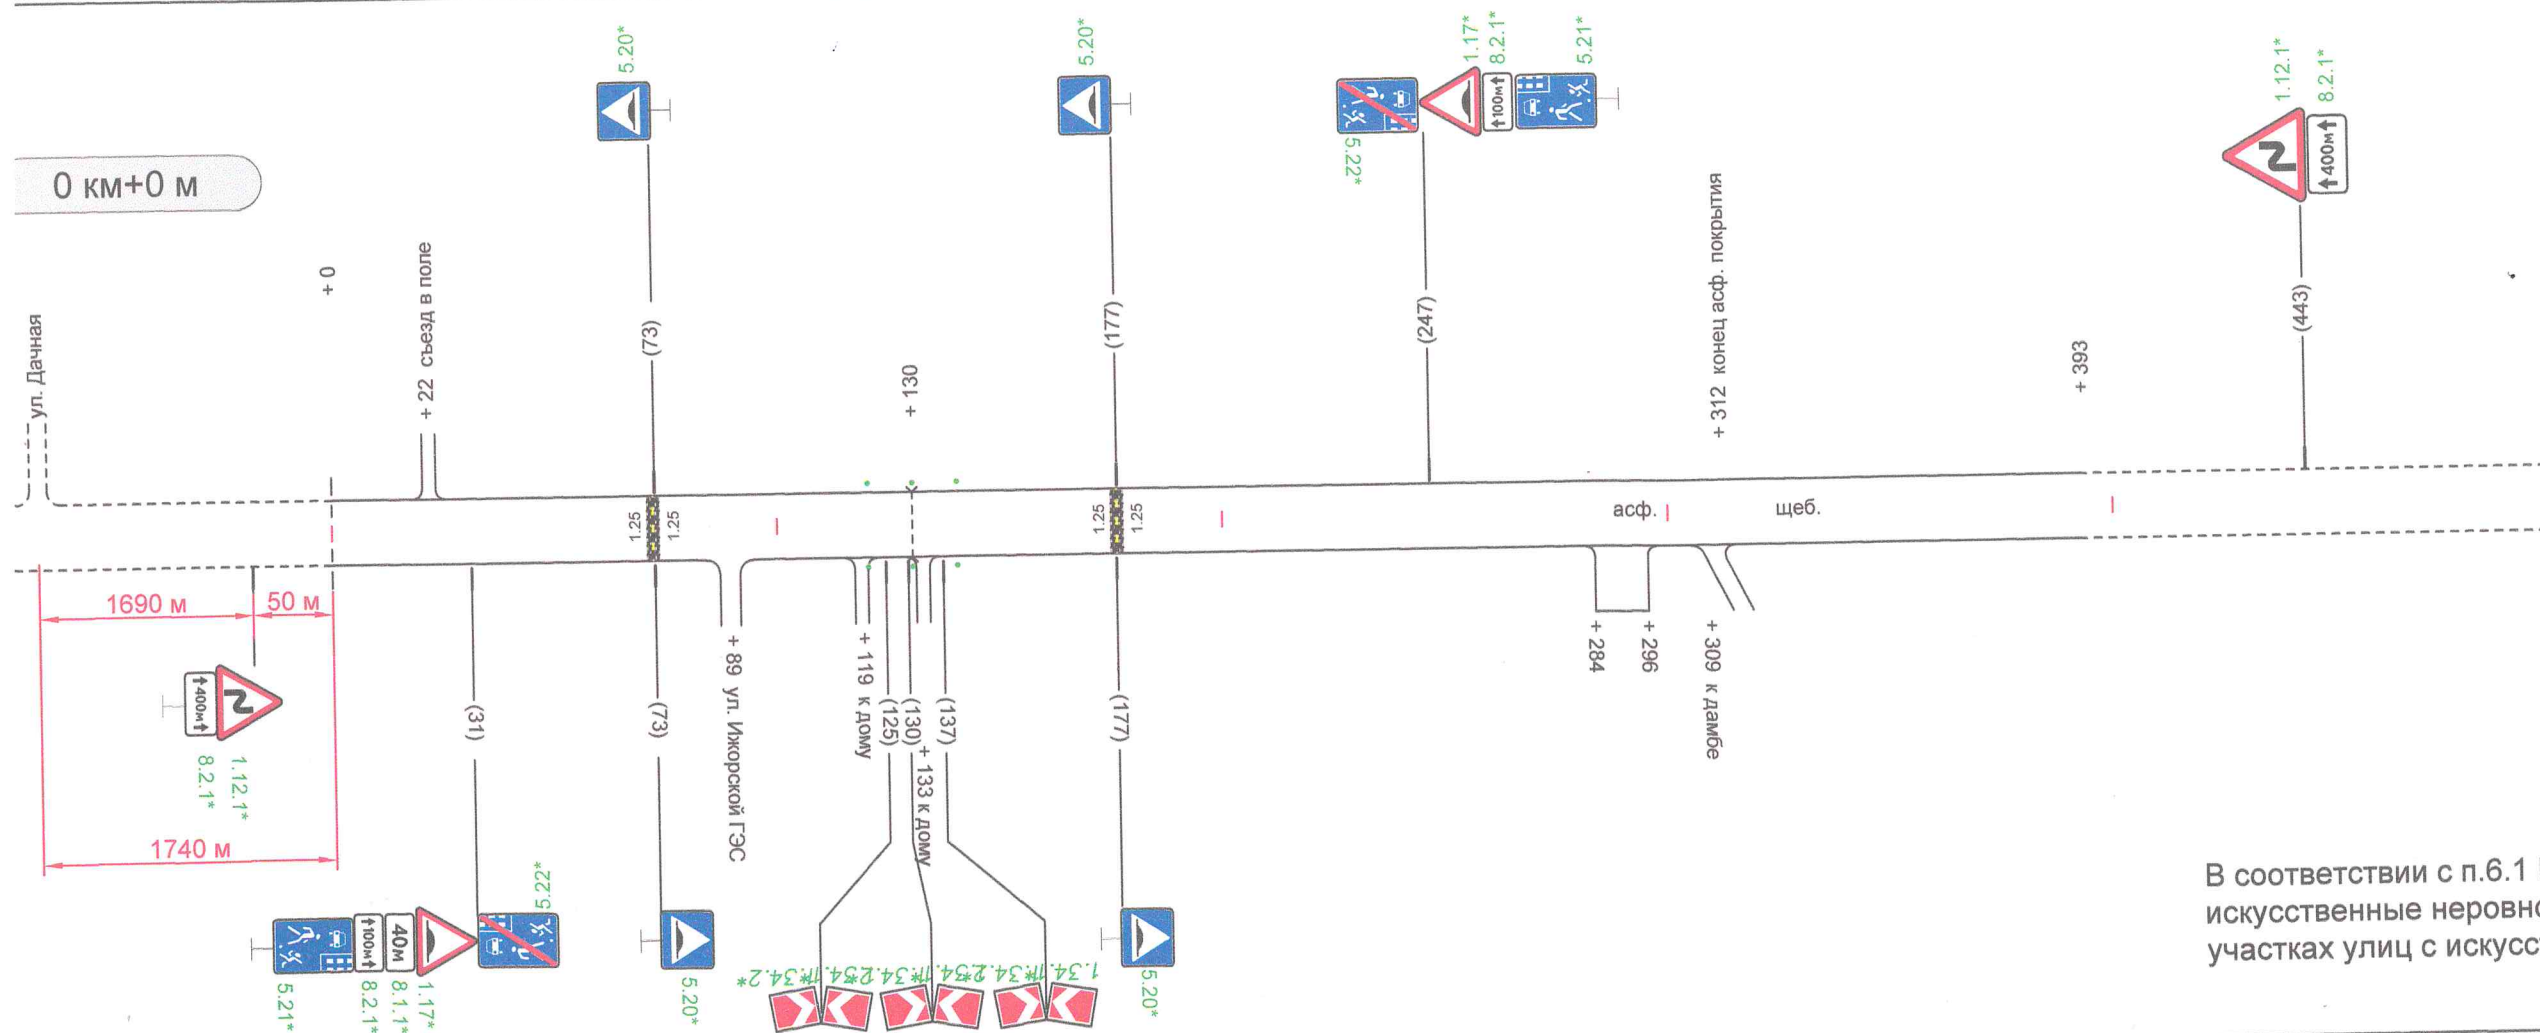 0 км+0 м
ул. Дачная
+ 0
+ 22 съезд в поле
5.20*
(73)
+ 130
5.20*
(177)
5.22*
1.17*
8.2.1*
100м
5.21*
(247)
+ 312 конец асф. покрытия
+ 393
1.12.1*
8.2.1*
400м
(443)
1.25
1.25
1.25
1.25
асф.
щеб.
1690 м
50 м
400м
8.2.1*
1.12.1*
1740 м
(31)
5.21*
100м
8.2.1*
40м
8.1.1*
1.17*
5.22*
(73)
5.20*
+ 89 ул. Ижорской ГЭС
+ 119 к дому
(125)
(130)
+ 133 к дому
(137)
1.34.2*
(177)
5.20*
+ 284
+ 296
+ 309 к дамбе
В соответствии с п.6.1
искусственные
участках улиц с